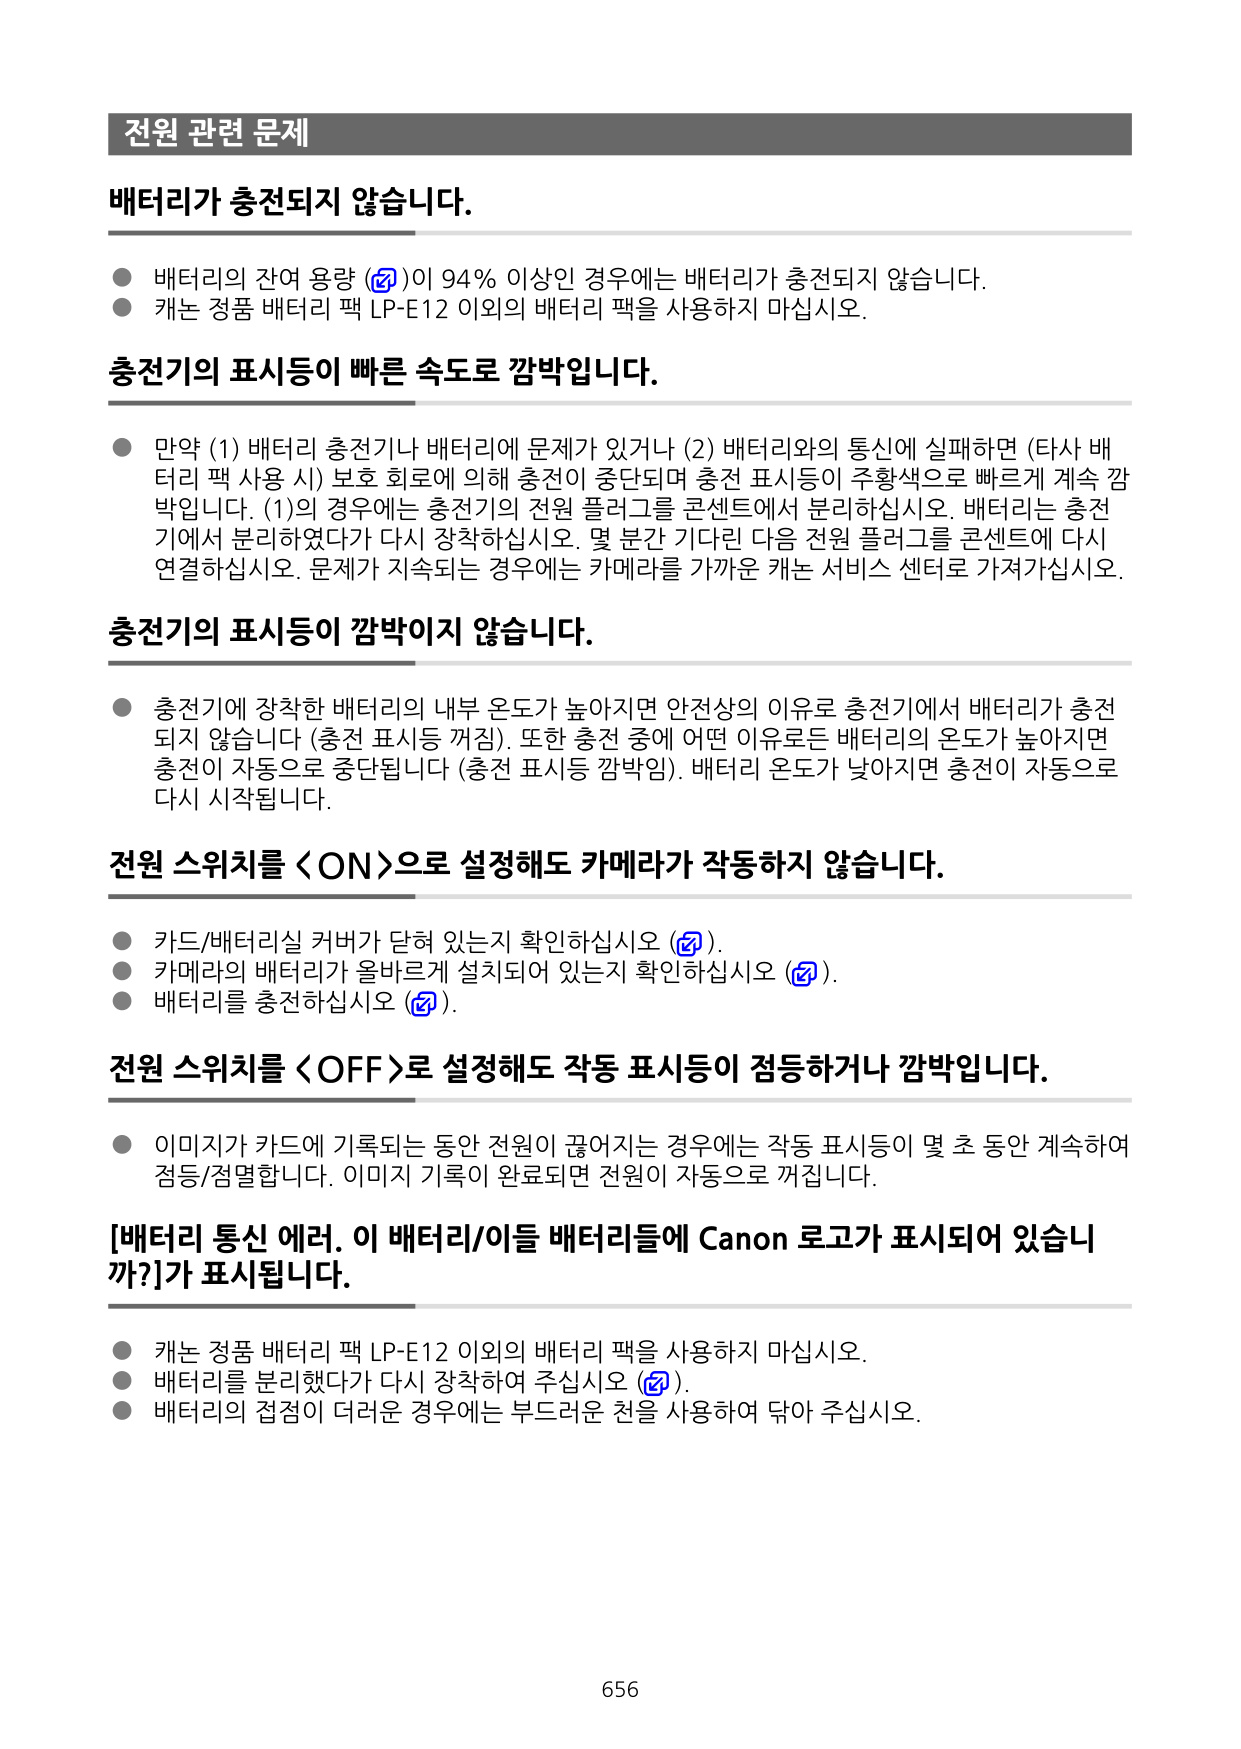 전원 관련 문제
배터리가 충전되지 않습니다.
● 배터리의 잔여 용량 ( )이 94% 이상인 경우에는 배터리가 충전되지 않습니다.
● 캐논 정품 배터리 팩 LP-E12 이외의 배터리 팩을 사용하지 마십시오.
충전기의 표시등이 빠른 속도로 깜박입니다.
● 만약 (1) 배터리 충전기나 배터리에 문제가 있거나 (2) 배터리와의 통신에 실패하면 (타사 배
터리 팩 사용 시) 보호 회로에 의해 충전이 중단되며 충전 표시등이 주황색으로 빠르게 계속 깜
박입니다. (1)의 경우에는 충전기의 전원 플러그를 콘센트에서 분리하십시오. 배터리는 충전
기에서 분리하였다가 다시 장착하십시오. 몇 분간 기다린 다음 전원 플러그를 콘센트에 다시
연결하십시오. 문제가 지속되는 경우에는 카메라를 가까운 캐논 서비스 센터로 가져가십시오.
충전기의 표시등이 깜박이지 않습니다.
● 충전기에 장착한 배터리의 내부 온도가 높아지면 안전상의 이유로 충전기에서 배터리가 충전
되지 않습니다 (충전 표시등 꺼짐). 또한 충전 중에 어떤 이유로든 배터리의 온도가 높아지면
충전이 자동으로 중단됩니다 (충전 표시등 깜박임). 배터리 온도가 낮아지면 충전이 자동으로
다시 시작됩니다.
전원 스위치를 <ON>으로 설정해도 카메라가 작동하지 않습니다.
● 카드/배터리실 커버가 닫혀 있는지 확인하십시오 ( ).
● 카메라의 배터리가 올바르게 설치되어 있는지 확인하십시오 ( ).
● 배터리를 충전하십시오 ( ).
전원 스위치를 <OFF>로 설정해도 작동 표시등이 점등하거나 깜박입니다.
● 이미지가 카드에 기록되는 동안 전원이 끊어지는 경우에는 작동 표시등이 몇 초 동안 계속하여
점등/점멸합니다. 이미지 기록이 완료되면 전원이 자동으로 꺼집니다.
[배터리 통신 에러. 이 배터리/이들 배터리들에 Canon 로고가 표시되어 있습니
까?]가 표시됩니다.
● 캐논 정품 배터리 팩 LP-E12 이외의 배터리 팩을 사용하지 마십시오.
● 배터리를 분리했다가 다시 장착하여 주십시오 ( ).
● 배터리의 접점이 더러운 경우에는 부드러운 천을 사용하여 닦아 주십시오.
656